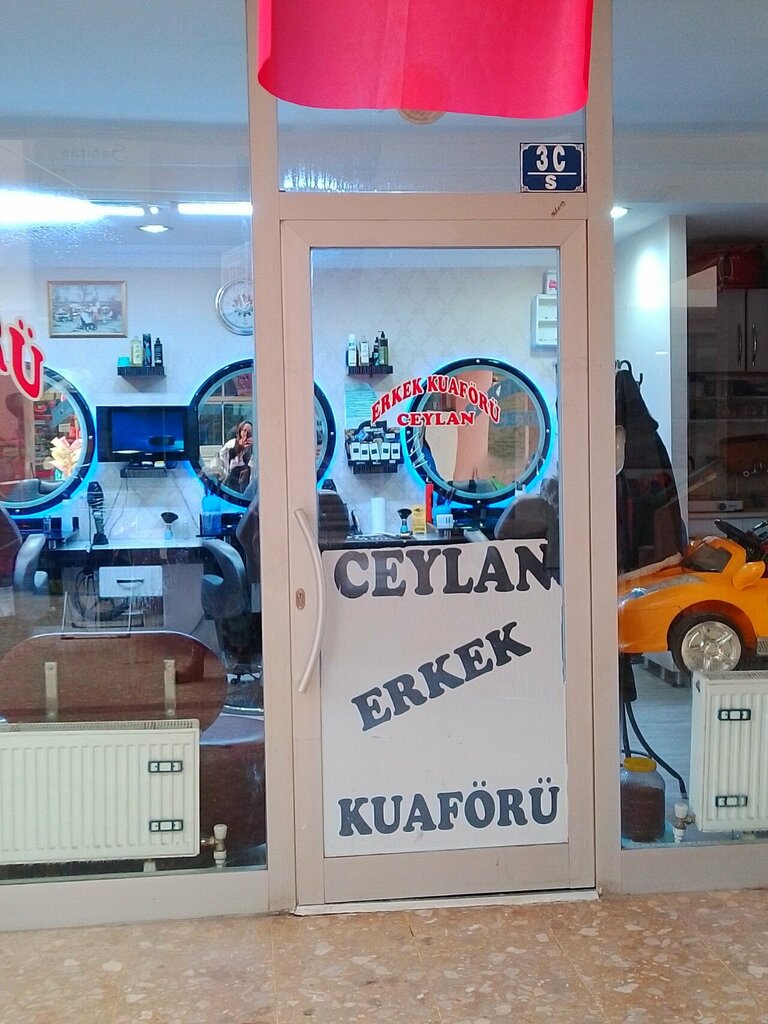 3C
S
ERKEK KUAFÖRÜ
CEYLAN
Ü
CEYLAN
ERKEK
KUAFÖRÜ